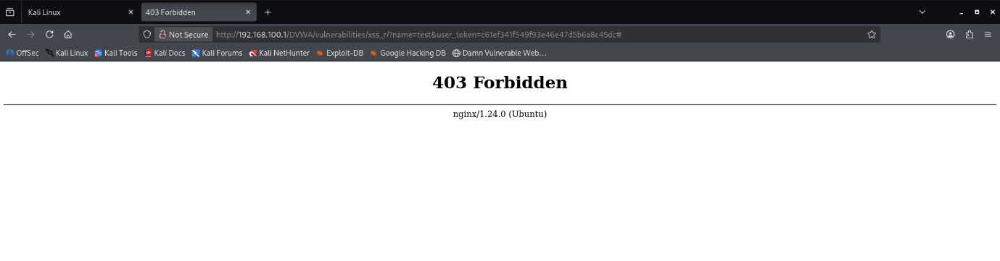 Kali Linux
403 Forbidden
Not Secure http://192.168.100.1/DVWA/vulnerabilities/xss_r/?name=test&user_token=c61ef341f549f93e46e47d5b6a8c45dc#
OffSec Kali Linux Kali Tools Kali Docs Kali Forums Kali NetHunter Exploit-DB Google Hacking DB Damn Vulnerable Web...
403 Forbidden
nginx/1.24.0 (Ubuntu)